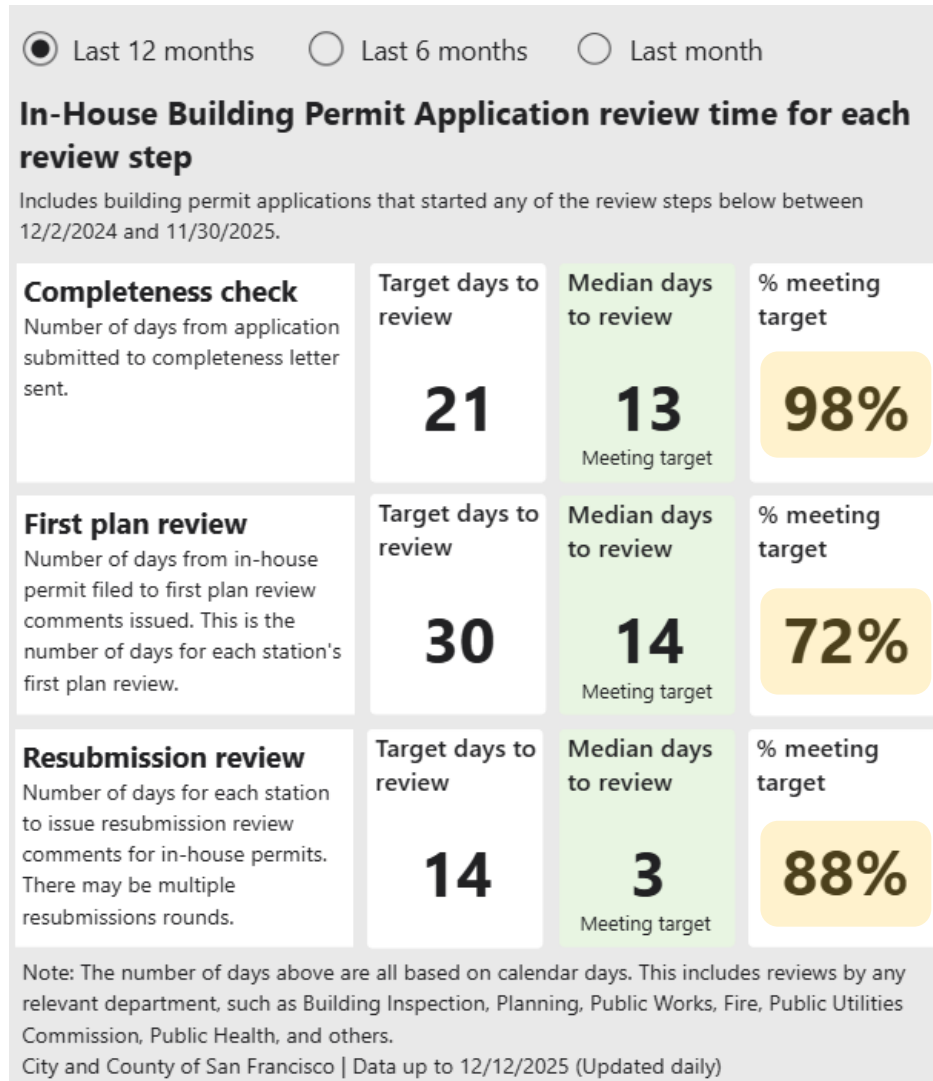 Last 12 months
Last 6 months
Last month
In-House Building Permit Application review time for each
review step
Includes building permit applications that started any of the review steps below between
12/2/2024 and 11/30/2025.
Completeness check
Number of days from application
submitted to completeness letter
sent.
Target days to
review
21
Median days
to review
13
Meeting target
% meeting
target
98%
First plan review
Number of days from in-house
permit filed to first plan review
comments issued. This is the
number of days for each station's
first plan review.
Target days to
review
30
Median days
to review
14
Meeting target
% meeting
target
72%
Resubmission review
Number of days for each station
to issue resubmission review
comments for in-house permits.
There may be multiple
resubmissions rounds.
Target days to
review
14
Median days
to review
3
Meeting target
% meeting
target
88%
Note: The number of days above are all based on calendar days. This includes reviews by any
relevant department, such as Building Inspection, Planning, Public Works, Fire, Public Utilities
Commission, Public Health, and others.
City and County of San Francisco | Data up to 12/12/2025 (Updated daily)